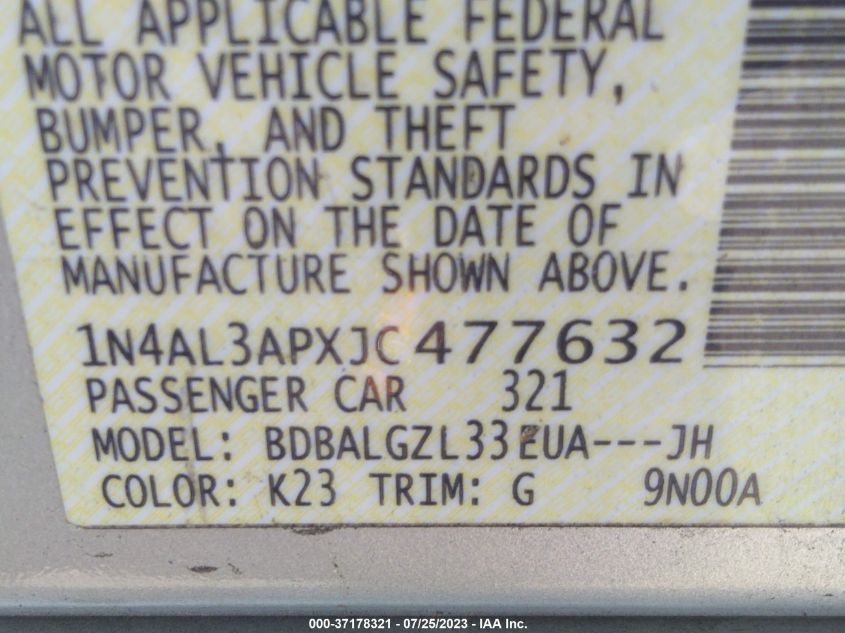 ALL APPLICABLE FEDERAL
MOTOR VEHICLE SAFETY,
BUMPER, AND THEFT
PREVENTION STANDARDS IN
EFFECT ON THE DATE OF
MANUFACTURE SHOWN ABOVE.
1N4AL3APXJC477632
PASSENGER CAR 321
MODEL: BDBALGZL33EUA---JH
COLOR: K23 TRIM: G 9N00A
000-37178321 - 07/25/2023 - IAA Inc.